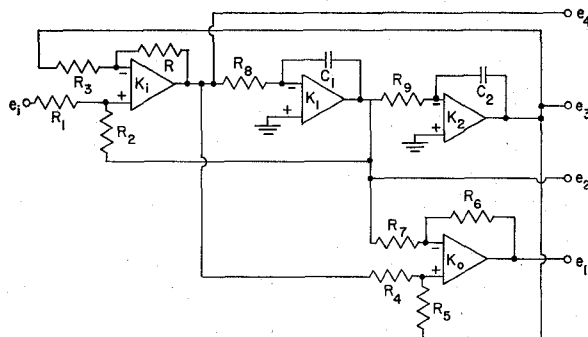 e₄
R₃
R
-
Kᵢ
+
R₈
C₁
-
+
K₁
R₉
C₂
-
+
K₂
e₃
eᵢ
R₁
R₂
e₂
R₇
R₆
-
K₀
+
e₁
R₄
R₅